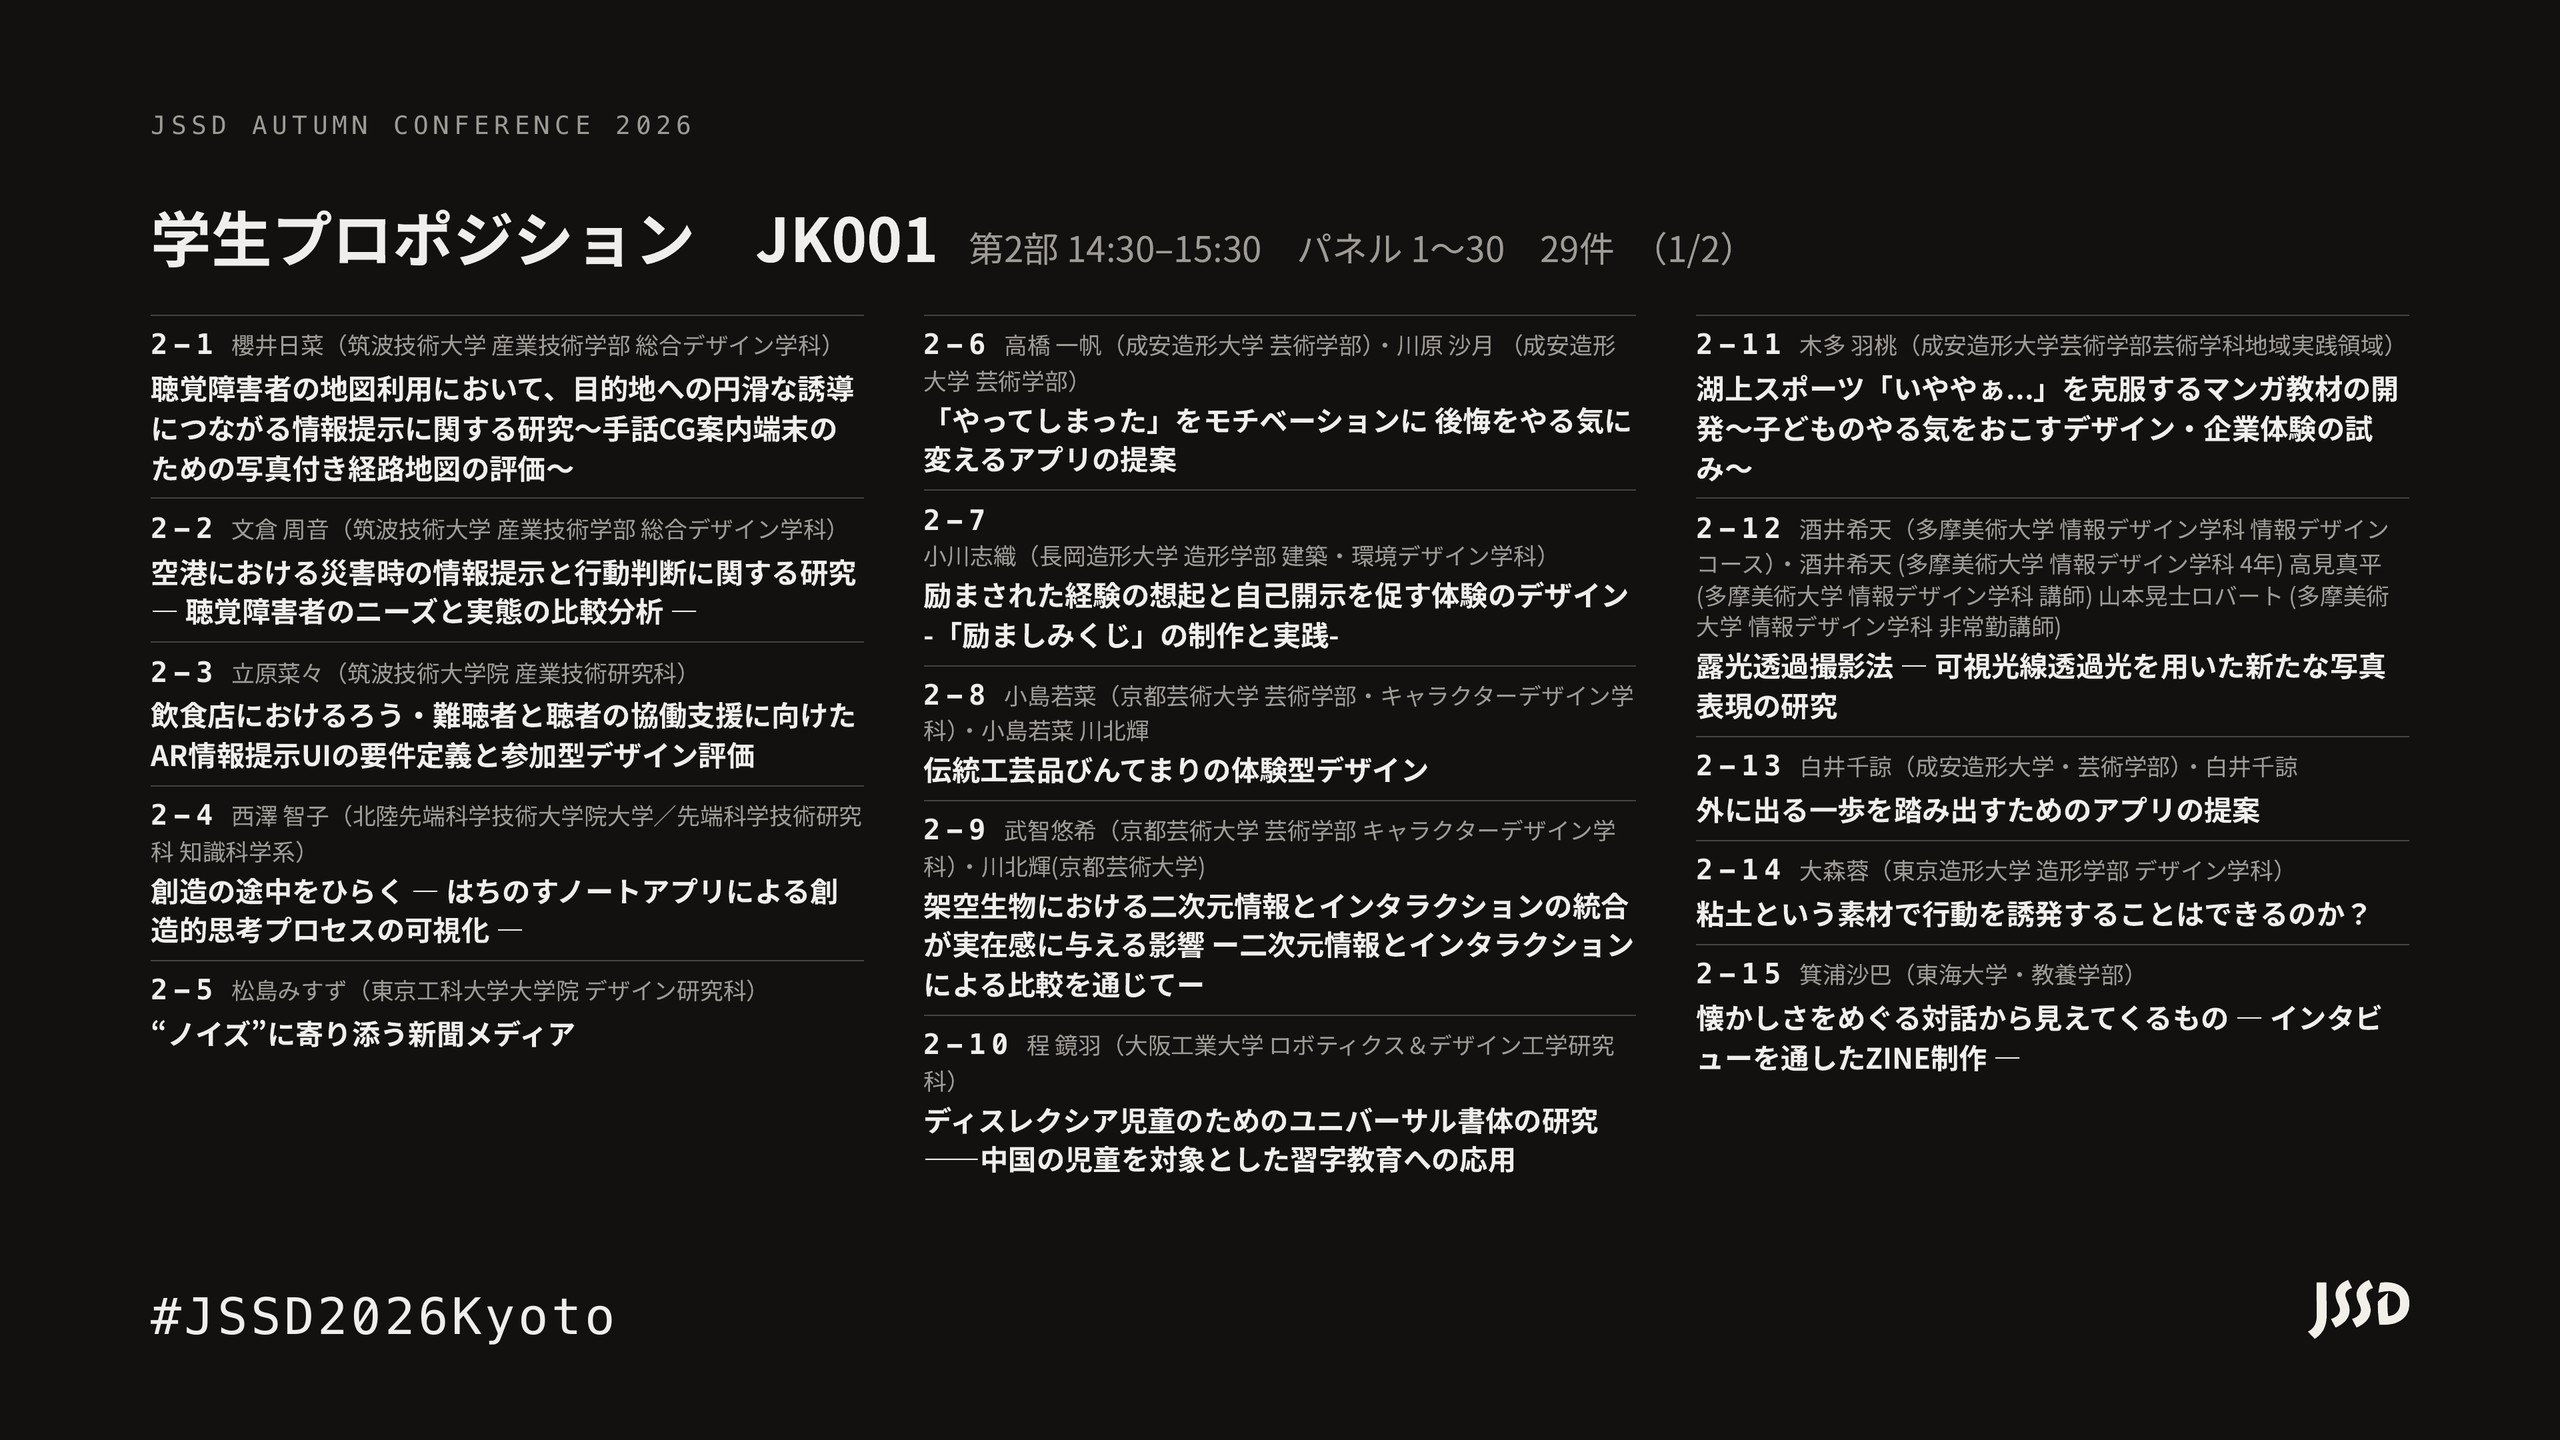 JSSD AUTUMN CONFERENCE 2026
学生プロポジション　JK001 第2部 14:30–15:30　パネル 1〜30　29件　（1/2）
2-1 櫻井日菜（筑波技術大学 産業技術学部 総合デザイン学科）
聴覚障害者の地図利用において、目的地への円滑な誘導
につながる情報提示に関する研究〜手話CG案内端末の
ための写真付き経路地図の評価〜
2-2 文倉 周音（筑波技術大学 産業技術学部 総合デザイン学科）
空港における災害時の情報提示と行動判断に関する研究
― 聴覚障害者のニーズと実態の比較分析 ―
2-3 立原菜々（筑波技術大学院 産業技術研究科）
飲食店におけるろう・難聴者と聴者の協働支援に向けた
AR情報提示UIの要件定義と参加型デザイン評価
2-4 西澤 智子（北陸先端科学技術大学院大学／先端科学技術研究
科 知識科学系）
創造の途中をひらく ― はちのすノートアプリによる創
造的思考プロセスの可視化 ―
2-5 松島みすず（東京工科大学大学院 デザイン研究科）
“ノイズ”に寄り添う新聞メディア
2-6 高橋 一帆（成安造形大学 芸術学部）・川原 沙月 （成安造形
大学 芸術学部）
「やってしまった」をモチベーションに 後悔をやる気に
変えるアプリの提案
2-7
小川志織（長岡造形大学 造形学部 建築・環境デザイン学科）
励まされた経験の想起と自己開示を促す体験のデザイン
-「励ましみくじ」の制作と実践-
2-8 小島若菜（京都芸術大学 芸術学部・キャラクターデザイン学
科）・小島若菜 川北輝
伝統工芸品びんてまりの体験型デザイン
2-9 武智悠希（京都芸術大学 芸術学部 キャラクターデザイン学
科）・川北輝(京都芸術大学)
架空生物における二次元情報とインタラクションの統合
が実在感に与える影響 ー二次元情報とインタラクション
による比較を通じてー
2-10 程 鏡羽（大阪工業大学 ロボティクス＆デザイン工学研究
科）
ディスレクシア児童のためのユニバーサル書体の研究
――中国の児童を対象とした習字教育への応用
2-11 木多 羽桃（成安造形大学芸術学部芸術学科地域実践領域）
湖上スポーツ「いややぁ…」を克服するマンガ教材の開
発〜子どものやる気をおこすデザイン・企業体験の試
み〜
2-12 酒井希天（多摩美術大学 情報デザイン学科 情報デザイン
コース）・酒井希天 (多摩美術大学 情報デザイン学科 4年) 高見真平
(多摩美術大学 情報デザイン学科 講師) 山本晃士ロバート (多摩美術
大学 情報デザイン学科 非常勤講師)
露光透過撮影法 ― 可視光線透過光を用いた新たな写真
表現の研究
2-13 白井千諒（成安造形大学・芸術学部）・白井千諒
外に出る一歩を踏み出すためのアプリの提案
2-14 大森蓉（東京造形大学 造形学部 デザイン学科）
粘土という素材で行動を誘発することはできるのか？
2-15 箕浦沙巴（東海大学・教養学部）
懐かしさをめぐる対話から見えてくるもの ― インタビ
ューを通したZINE制作 ―
#JSSD2026Kyoto
JSSD